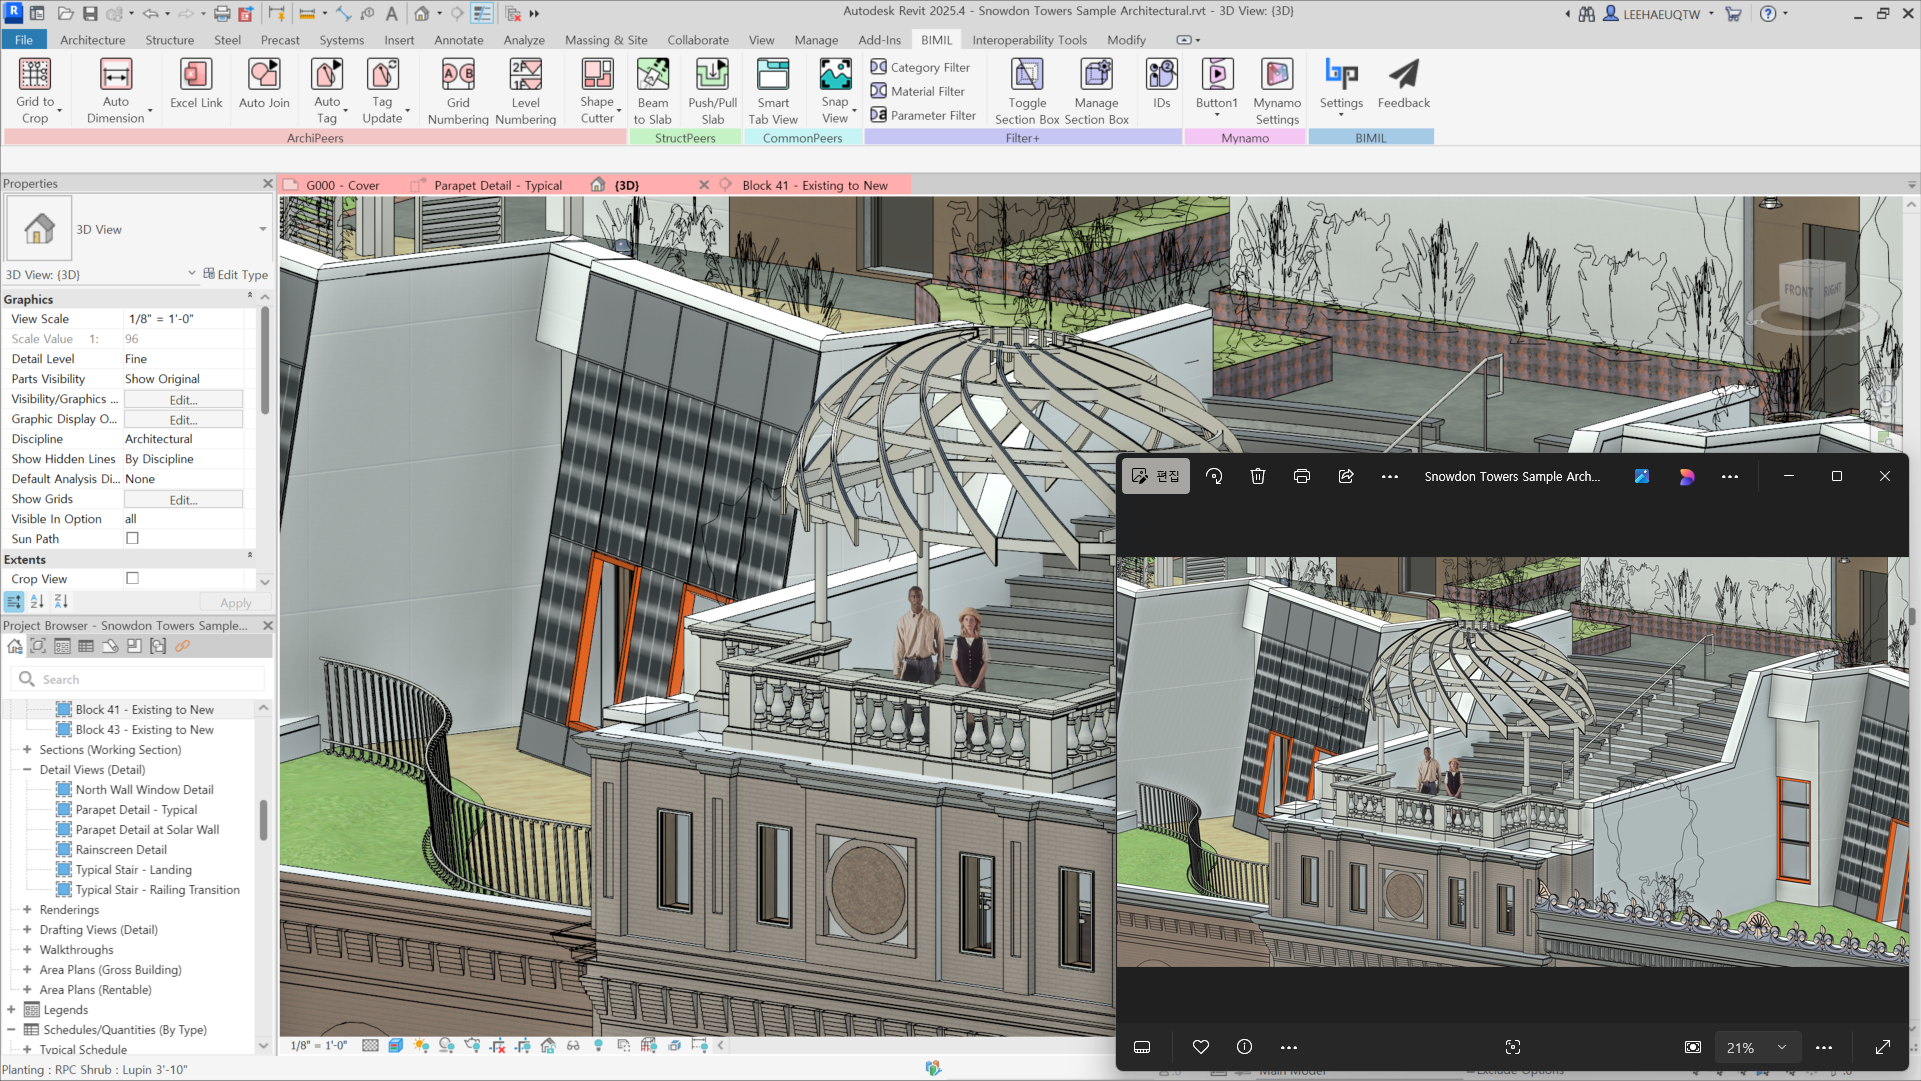 Autodesk Revit 2025.4 - Snowdon Towers Sample Architectural.rvt - 3D View: {3D}
LEEHAEUQTW
File Architecture Structure Steel Precast Systems Insert Annotate Analyze Massing & Site Collaborate View Manage Add-Ins BIMIL Interoperability Tools Modify
Grid to Crop
Auto Dimension
Excel Link
Auto Join
Auto Tag
Tag Update
Grid Numbering
Level Numbering
Shape Cutter
Beam to Slab
Push/Pull Slab
Smart Tab View
Snap View
Category Filter
Material Filter
Parameter Filter
Toggle Section Box
Manage Section Box
IDs
Button1
Mynamo Settings
Settings
Feedback
ArchiPeers StructPeers CommonPeers Filter+ Mynamo BIMIL
Properties
G000 - Cover
Parapet Detail - Typical
{3D}
Block 41 - Existing to New
3D View
3D View: {3D}
Edit Type
Graphics
View Scale 1/8" = 1'-0"
Scale Value 1: 96
Detail Level Fine
Parts Visibility Show Original
Visibility/Graphics ... Edit...
Graphic Display O... Edit...
Discipline Architectural
Show Hidden Lines By Discipline
Default Analysis Di... None
Show Grids Edit...
Visible In Option all
Sun Path
Extents
Crop View
Apply
Project Browser - Snowdon Towers Sample...
Search
Block 41 - Existing to New
Block 43 - Existing to New
Sections (Working Section)
Detail Views (Detail)
North Wall Window Detail
Parapet Detail - Typical
Parapet Detail at Solar Wall
Rainscreen Detail
Typical Stair - Landing
Typical Stair - Railing Transition
Renderings
Drafting Views (Detail)
Walkthroughs
Area Plans (Gross Building)
Area Plans (Rentable)
Legends
Schedules/Quantities (By Type)
Typical Schedule
FRONT RIGHT
편집
Snowdon Towers Sample Arch...
21%
1/8" = 1'-0"
Planting : RPC Shrub : Lupin 3'-10"
Main Model
Exclude Options